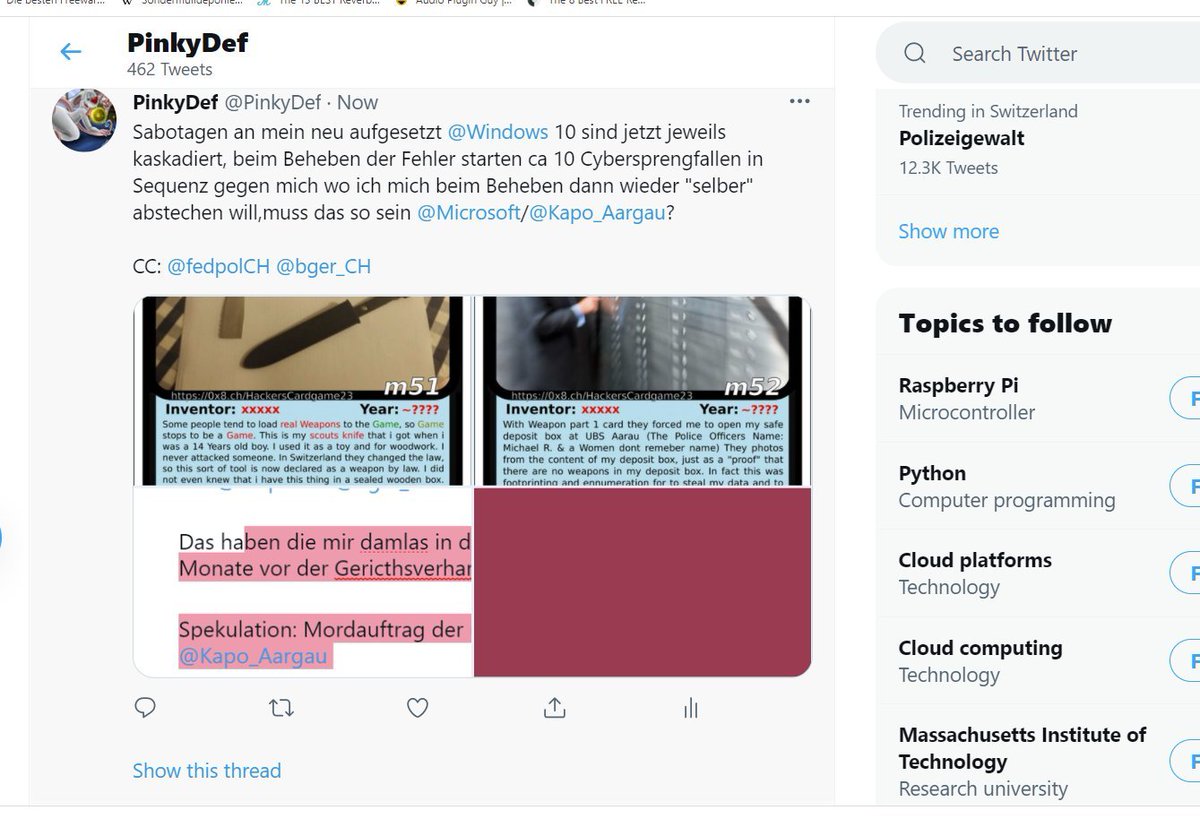 Die besten Freewar...
Sondermülldeponie...
The 15 BEST Reverb...
Audio Plugin Guy |...
The 8 Best FREE Re...
PinkyDef
462 Tweets
Search Twitter
PinkyDef @PinkyDef · Now
Sabotagen an mein neu aufgesetzt @Windows 10 sind jetzt jeweils
kaskadiert, beim Beheben der Fehler starten ca 10 Cybersprengfallen in
Sequenz gegen mich wo ich mich beim Beheben dann wieder "selber"
abstechen will,muss das so sein @Microsoft/@Kapo_Aargau?
CC: @fedpolCH @bger_CH
m51
https://0x8.ch/HackersCardgame23
Inventor: xxxxx Year: ~????
Some people tend to load real Weapons to the Game, so Game
stops to be a Game. This is my scouts knife that i got when i
was a 14 Years old boy. I used it as a toy and for woodwork. I
never attacked someone. In Switzerland they changed the law,
so this sort of tool is now declared as a weapon by law. I did
not even knew that i have this thing in a sealed wooden box.
m52
https://0x8.ch/HackersCardgame23
Inventor: xxxxx Year: ~????
With Weapon part 1 card they forced me to open my safe
deposit box at UBS Aarau (The Police Officers Name:
Michael R. & a Women dont remeber name) They photos
from the content of my deposit box, just as a "proof" that
there are no weapons in my deposit box. In fact this was
footprinting and ennumeration for to steal my data and to
Das haben die mir damlas in d
Monate vor der Gericthsverhar
Spekulation: Mordauftrag der
@Kapo_Aargau
Show this thread
Trending in Switzerland
Polizeigewalt
12.3K Tweets
Show more
Topics to follow
Raspberry Pi
Microcontroller
F
Python
Computer programming
F
Cloud platforms
Technology
F
Cloud computing
Technology
F
Massachusetts Institute of
Technology
Research university
F